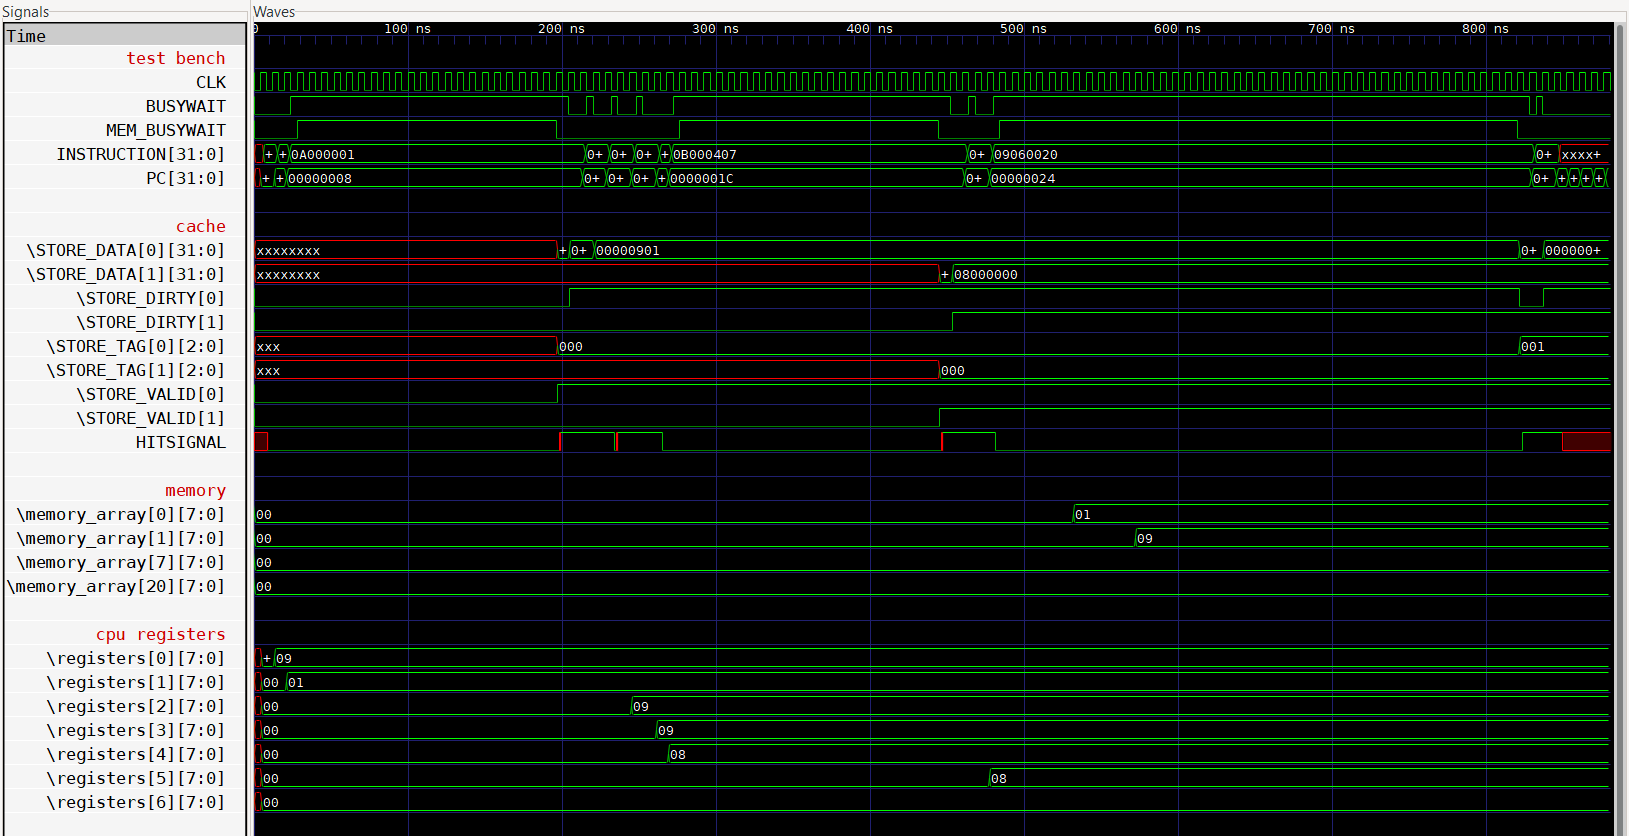 Signals
Waves
Time
0 100 ns 200 ns 300 ns 400 ns 500 ns 600 ns 700 ns 800 ns
test bench
CLK
BUSYWAIT
MEM_BUSYWAIT
INSTRUCTION[31:0] + + 0A000001 0+ 0+ 0+ + 0B000407 0+ 09060020 0+ xxxx+
PC[31:0] + + 00000008 0+ 0+ 0+ + 0000001C 0+ 00000024 0+ + + + +
cache
\STORE_DATA[0][31:0] xxxxxxxx + 0+ 00000901 0+ 000000+
\STORE_DATA[1][31:0] xxxxxxxx + 08000000
\STORE_DIRTY[0]
\STORE_DIRTY[1]
\STORE_TAG[0][2:0] xxx 000 001
\STORE_TAG[1][2:0] xxx 000
\STORE_VALID[0]
\STORE_VALID[1]
HITSIGNAL
memory
\memory_array[0][7:0] 00 01
\memory_array[1][7:0] 00 09
\memory_array[7][7:0] 00
\memory_array[20][7:0] 00
cpu registers
\registers[0][7:0] + 09
\registers[1][7:0] 00 01
\registers[2][7:0] 00 09
\registers[3][7:0] 00 09
\registers[4][7:0] 00 08
\registers[5][7:0] 00 08
\registers[6][7:0] 00